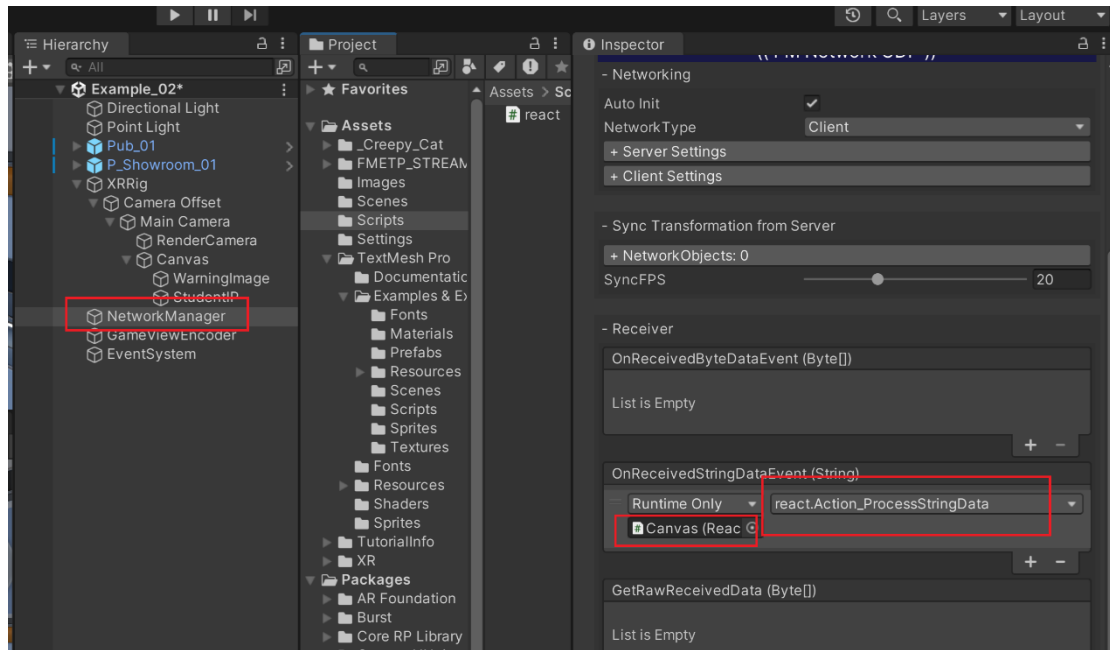 Layers
Layout
Hierarchy
All
Example_02*
Directional Light
Point Light
Pub_01
P_Showroom_01
XRRig
Camera Offset
Main Camera
RenderCamera
Canvas
WarningImage
StudentIP
NetworkManager
GameViewEncoder
EventSystem
Project
Favorites
Assets
_Creepy_Cat
FMETP_STREAM
Images
Scenes
Scripts
Settings
TextMesh Pro
Documentatic
Examples & Ex
Fonts
Materials
Prefabs
Resources
Scenes
Scripts
Sprites
Textures
Fonts
Resources
Shaders
Sprites
TutorialInfo
XR
Packages
AR Foundation
Burst
Core RP Library
Assets > Sc
# react
Inspector
- Networking
Auto Init
NetworkType Client
+ Server Settings
+ Client Settings
- Sync Transformation from Server
+ NetworkObjects: 0
SyncFPS 20
- Receiver
OnReceivedByteDataEvent (Byte[])
List is Empty
+ -
OnReceivedStringDataEvent (String)
Runtime Only react.Action_ProcessStringData
# Canvas (Reac
+ -
GetRawReceivedData (Byte[])
List is Empty